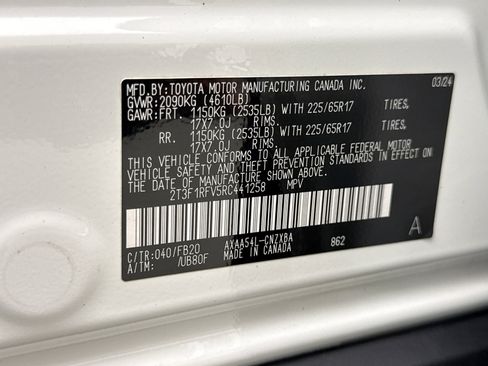 MFD.BY:TOYOTA MOTOR MANUFACTURING CANADA INC. 03/24
GVWR:2090KG (4610LB)
GAWR:FRT. 1150KG (2535LB) WITH 225/65R17 TIRES,
17X7.0J RIMS.
RR. 1150KG (2535LB) WITH 225/65R17 TIRES,
17X7.0J RIMS.
THIS VEHICLE CONFORMS TO ALL APPLICABLE FEDERAL MOTOR
VEHICLE SAFETY AND THEFT PREVENTION STANDARDS IN EFFECT ON
THE DATE OF MANUFACTURE SHOWN ABOVE.
2T3F1RFV5RC441258 MPV
C/TR:040/FB20 AXAA54L-CNZXBA 862 A
A/TM: /UB80F MADE IN CANADA